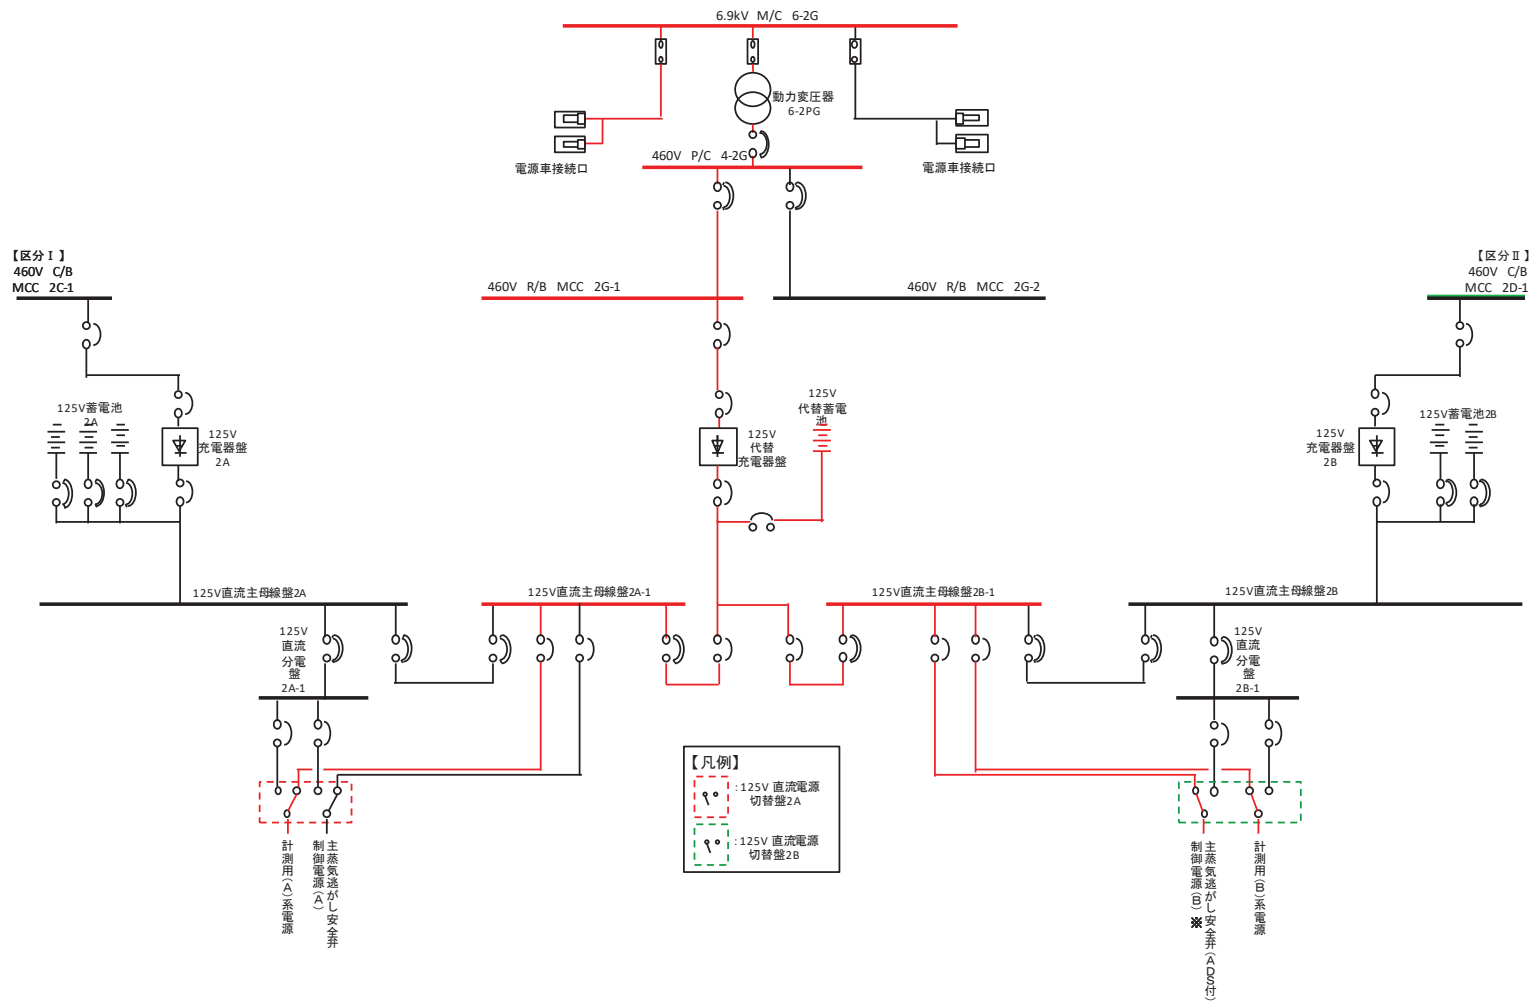 6.9kV M/C 6-2G
動力変圧器
6-2PG
電源車接続口
電源車接続口
460V P/C 4-2G
【区分Ⅰ】
460V C/B
MCC 2C-1
460V R/B MCC 2G-1
460V R/B MCC 2G-2
【区分Ⅱ】
460V C/B
MCC 2D-1
125V蓄電池
2A
125V
充電器盤
2A
125V
代替
充電器盤
125V
代替蓄電
池
125V
充電器盤
2B
125V蓄電池2B
125V直流主母線盤2A
125V直流主母線盤2A-1
125V直流主母線盤2B-1
125V直流主母線盤2B
125V
直流
分電
盤
2A-1
125V
直流
分電
盤
2B-1
【凡例】
:125V 直流電源
切替盤2A
:125V 直流電源
切替盤2B
計測用(A)系電源
主蒸気逃がし安全弁
制御電源(A)
主蒸気逃がし安全弁(ADS付)
制御電源(B)※
計測用(B)系電源